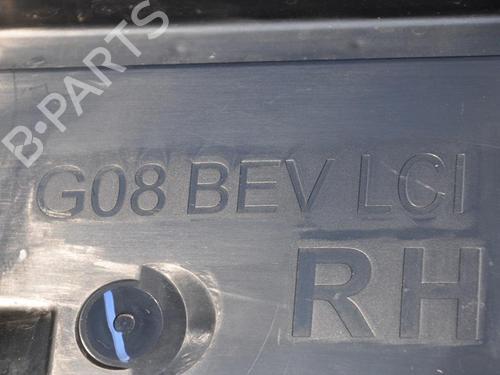 B-PARTS
G08 BEV LCI
RH